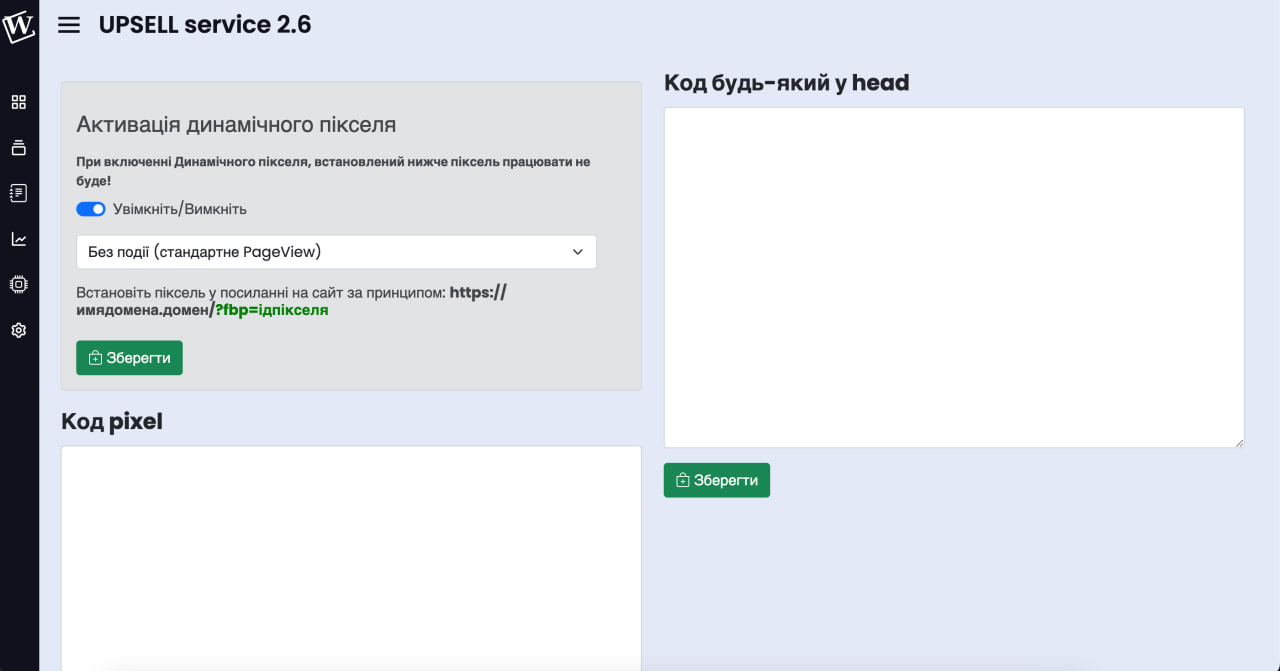 UPSELL service 2.6
Активація динамічного пікселя
При включенні Динамічного пікселя, встановлений нижче піксель працювати не
буде!
Увімкніть/Вимкніть
Без події (стандартне PageView)
Встановіть піксель у посиланні на сайт за принципом: https://
имядомена.домен/?fbp=ідпікселя
Зберегти
Код pixel
Код будь-який у head
Зберегти